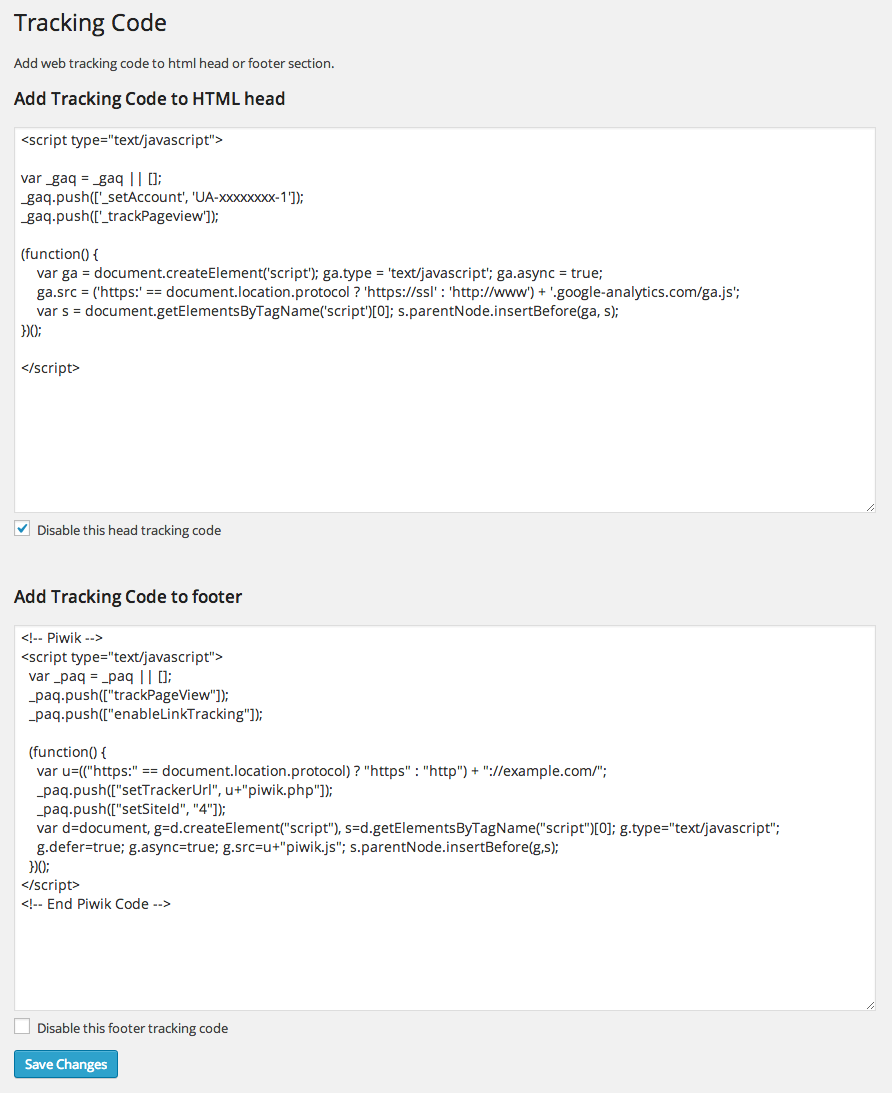 Tracking Code
Add web tracking code to html head or footer section.
Add Tracking Code to HTML head
<script type="text/javascript">
var _gaq = _gaq || [];
_gaq.push(['_setAccount', 'UA-xxxxxxxx-1']);
_gaq.push(['_trackPageview']);
(function() {
var ga = document.createElement('script'); ga.type = 'text/javascript'; ga.async = true;
ga.src = ('https:' == document.location.protocol ? 'https://ssl' : 'http://www') + '.google-analytics.com/ga.js';
var s = document.getElementsByTagName('script')[0]; s.parentNode.insertBefore(ga, s);
})();
</script>
Disable this head tracking code
Add Tracking Code to footer
<!-- Piwik -->
<script type="text/javascript">
var _paq = _paq || [];
_paq.push(["trackPageView"]);
_paq.push(["enableLinkTracking"]);
(function() {
var u=(("https:" == document.location.protocol) ? "https" : "http") + "://example.com/";
_paq.push(["setTrackerUrl", u+"piwik.php"]);
_paq.push(["setSiteId", "4"]);
var d=document, g=d.createElement("script"), s=d.getElementsByTagName("script")[0]; g.type="text/javascript";
g.defer=true; g.async=true; g.src=u+"piwik.js"; s.parentNode.insertBefore(g,s);
})();
</script>
<!-- End Piwik Code -->
Disable this footer tracking code
Save Changes